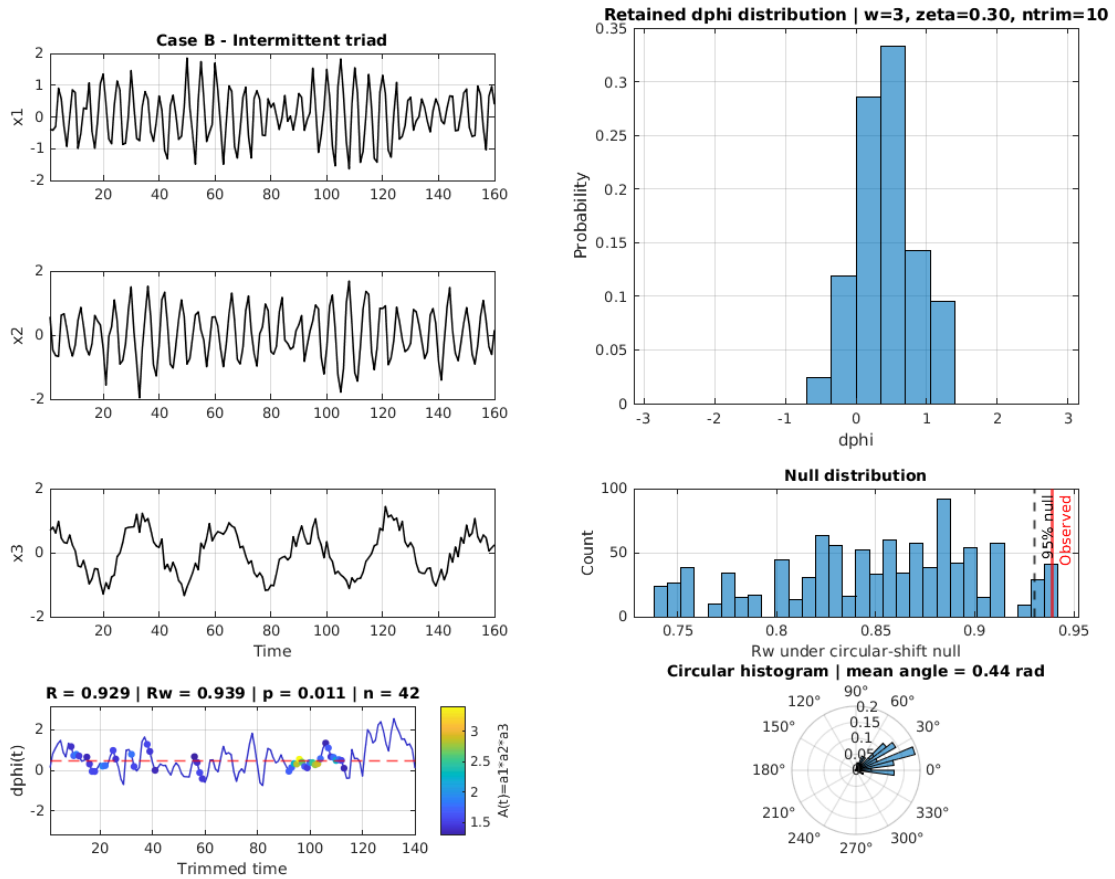 Case B - Intermittent triad
x1
2
1
0
-1
-2
20 40 60 80 100 120 140 160
x2
2
0
-2
20 40 60 80 100 120 140 160
x3
2
0
-2
20 40 60 80 100 120 140 160
Time
R = 0.929 | Rw = 0.939 | p = 0.011 | n = 42
dphi(t)
2
0
-2
20 40 60 80 100 120 140
Trimmed time
3
2.5
2
1.5
A(t)=a1*a2*a3
Retained dphi distribution | w=3, zeta=0.30, ntrim=10
Probability
0.35
0.3
0.25
0.2
0.15
0.1
0.05
0
-3 -2 -1 0 1 2 3
dphi
Null distribution
Count
100
50
0
95% null
Observed
0.75 0.8 0.85 0.9 0.95
Rw under circular-shift null
Circular histogram | mean angle = 0.44 rad
90°
120° 60°
150° 30°
180° 0°
240° 300°
330°
270°
0.2
0.15
0.1
0.05